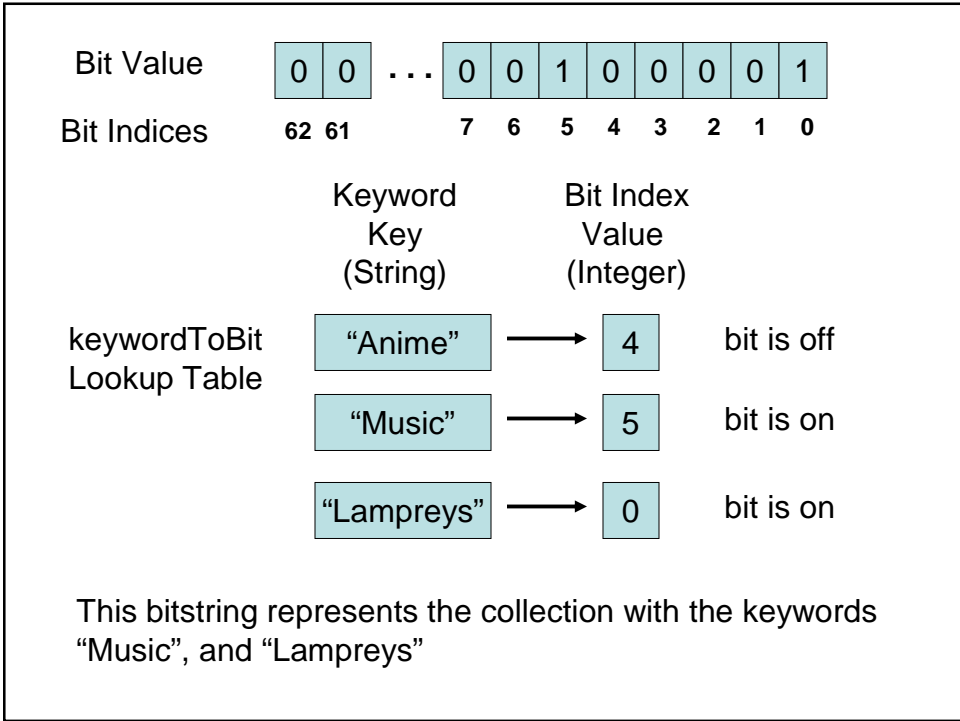 Bit Value 0 0 ... 0 0 1 0 0 0 0 1
Bit Indices 62 61 7 6 5 4 3 2 1 0
Keyword Key (String)
Bit Index Value (Integer)
keywordToBit Lookup Table
“Anime” 4 bit is off
“Music” 5 bit is on
“Lampreys” 0 bit is on
This bitstring represents the collection with the keywords
“Music”, and “Lampreys”